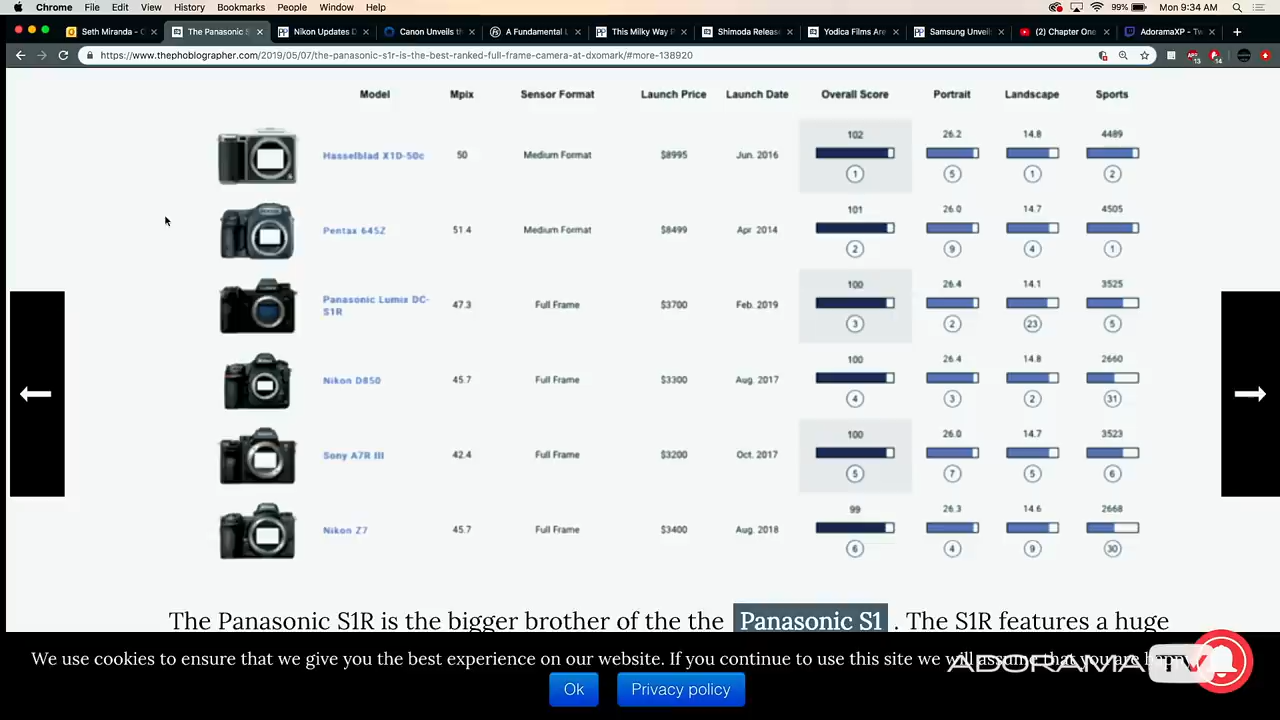 Chrome File Edit View History Bookmarks People Window Help 99% Mon 9:34 AM
Seth Miranda - The Panasonic S Nikon Updates D Canon Unveils th A Fundamental L This Milky Way P Shimoda Releas Yodica Films Are Samsung Unveil (2) Chapter One AdoramaXP - Tw
https://www.thephoblographer.com/2019/05/07/the-panasonic-s1r-is-the-best-ranked-full-frame-camera-at-dxomark/#more-138920
Model Mpix Sensor Format Launch Price Launch Date Overall Score Portrait Landscape Sports
102 26.2 14.8 4489
Hasselblad X1D-50c 50 Medium Format $8995 Jun. 2016
1 5 1 2
101 26.0 14.7 4505
Pentax 645Z 51.4 Medium Format $8499 Apr. 2014
2 9 4 1
100 26.4 14.1 3525
Panasonic Lumix DC-
S1R 47.3 Full Frame $3700 Feb. 2019
3 2 23 5
100 26.4 14.8 2660
Nikon D850 45.7 Full Frame $3300 Aug. 2017
4 3 2 31
100 26.0 14.7 3523
Sony A7R III 42.4 Full Frame $3200 Oct. 2017
5 7 5 6
99 26.3 14.6 2668
Nikon Z7 45.7 Full Frame $3400 Aug. 2018
6 4 9 30
The Panasonic S1R is the bigger brother of the the Panasonic S1 . The S1R features a huge
We use cookies to ensure that we give you the best experience on our website. If you continue to use this site we will assume that you are happy
ADORAMA TV
Ok Privacy policy